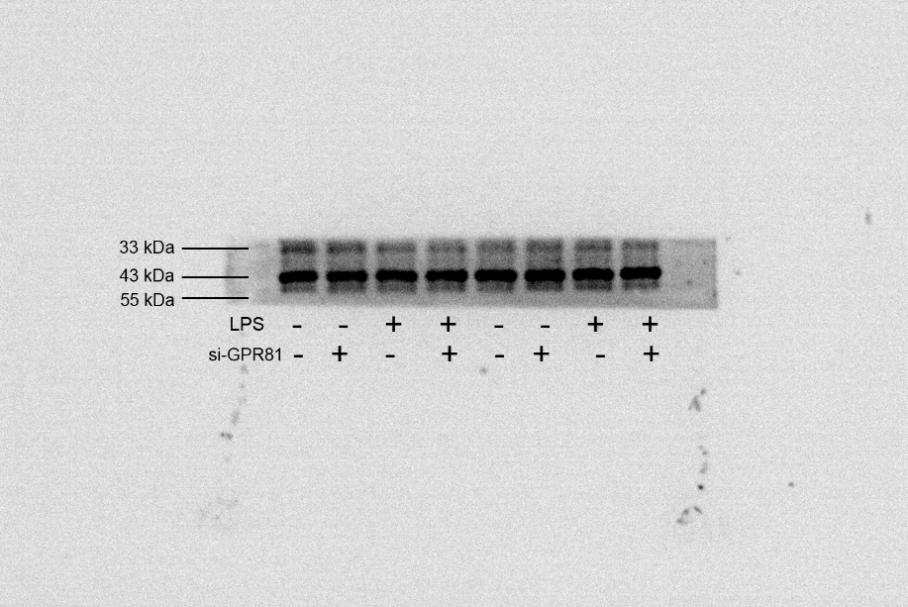 33 kDa
43 kDa
55 kDa
LPS - - + + - - + +
si-GPR81 - + - + - + - +